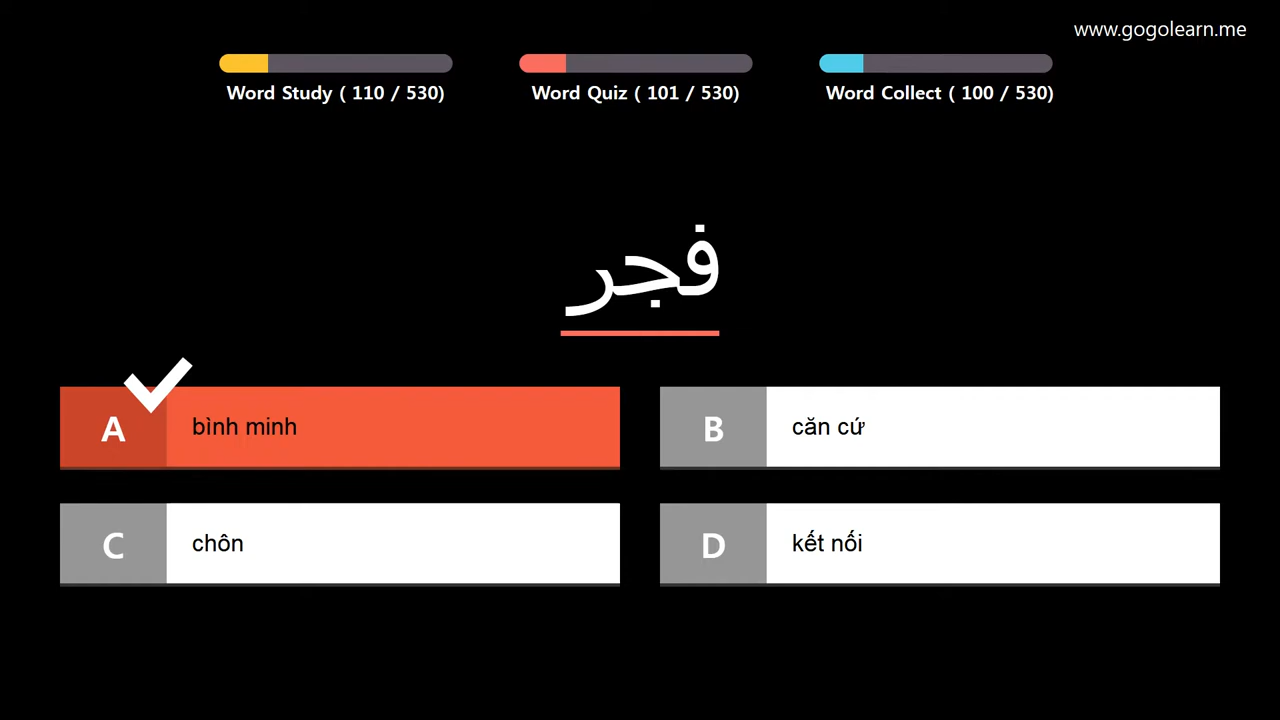 www.gogolearn.me
Word Study ( 110 / 530)
Word Quiz ( 101 / 530)
Word Collect ( 100 / 530)
فجر
A
bình minh
B
căn cứ
C
chôn
D
kết nối